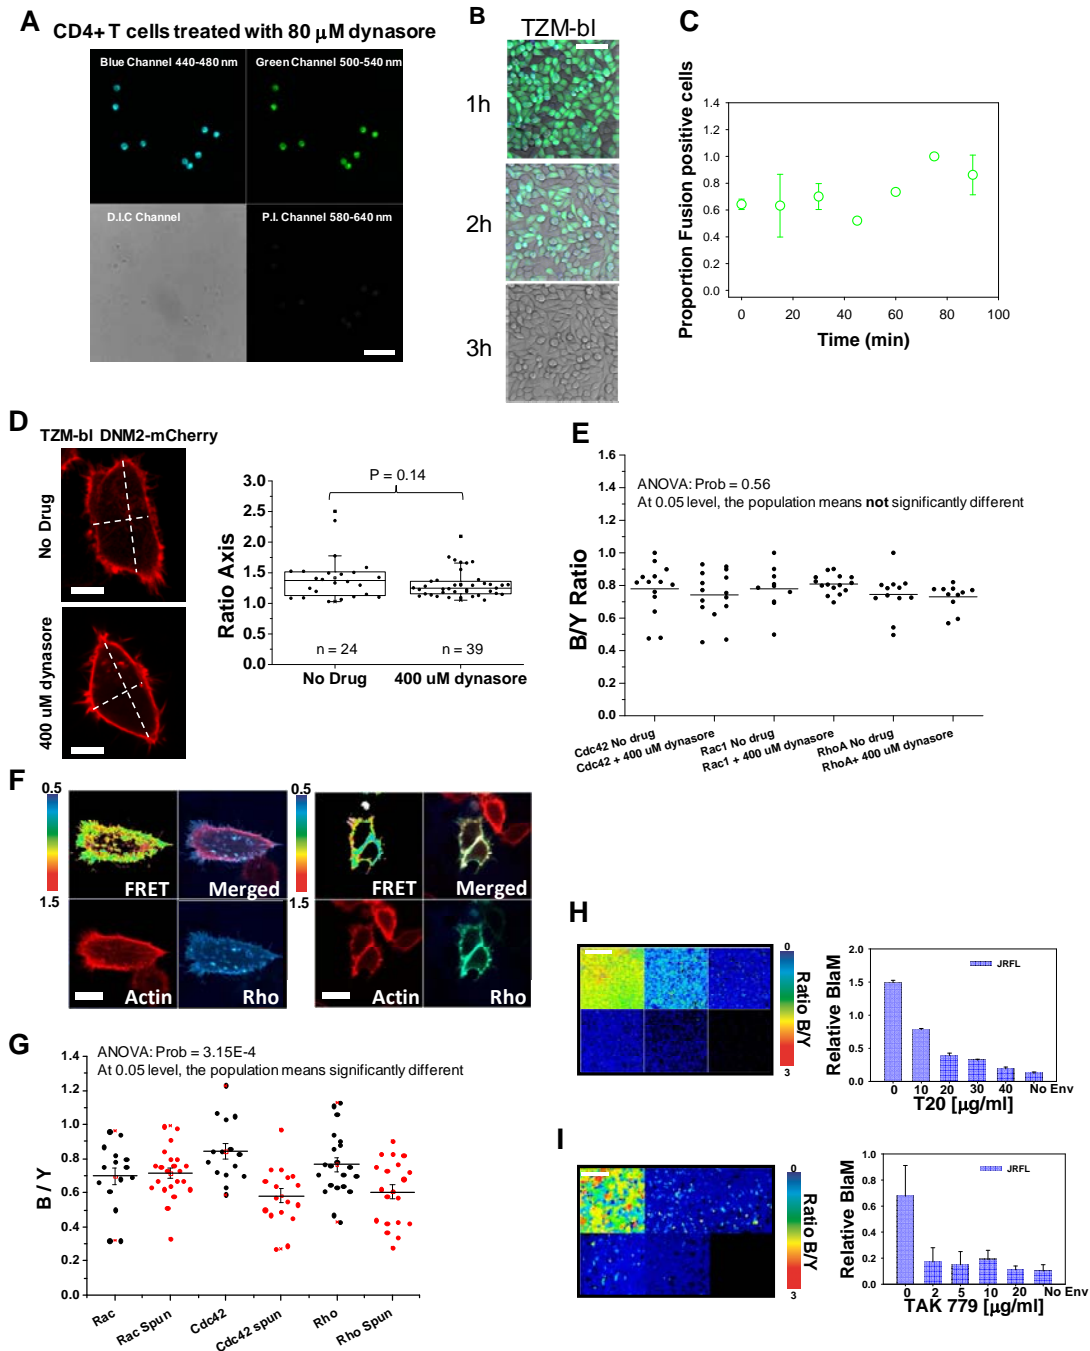 A
CD4+ T cells treated with 80 µM dynasore
Blue Channel 440-480 nm
Green Channel 500-540 nm
D.I.C Channel
P.I. Channel 580-640 nm
B
TZM-bl
1h
2h
3h
C
Proportion Fusion positive cells
1.4
1.2
1.0
0.8
0.6
0.4
0.2
0.0
0 20 40 60 80 100
Time (min)
D
TZM-bl DNM2-mCherry
No Drug
400 uM dynasore
Ratio Axis
3.0
2.5
2.0
1.5
1.0
0.5
0.0
P = 0.14
n = 24
n = 39
No Drug
400 uM dynasore
E
B/Y Ratio
1.6
1.4
1.2
1.0
0.8
0.6
0.4
0.2
0.0
ANOVA: Prob = 0.56
At 0.05 level, the population means not significantly different
Cdc42 No drug
Cdc42 + 400 uM dynasore
Rac1 No drug
Rac1 + 400 uM dynasore
RhoA No drug
RhoA+ 400 uM dynasore
F
0.5
1.5
FRET
Merged
Actin
Rho
0.5
1.5
FRET
Merged
Actin
Rho
G
B / Y
1.4
1.2
1.0
0.8
0.6
0.4
0.2
0.0
ANOVA: Prob = 3.15E-4
At 0.05 level, the population means significantly different
Rac
Rac Spun
Cdc42
Cdc42 spun
Rho
Rho Spun
H
0
3
Ratio B/Y
Relative BlaM
2.0
1.5
1.0
0.5
0.0
JRFL
0 10 20 30 40 No Env
T20 [µg/ml]
I
0
3
Ratio B/Y
Relative BlaM
1.0
0.8
0.6
0.4
0.2
0.0
JRFL
0 2 5 10 20 No Env
TAK 779 [µg/ml]